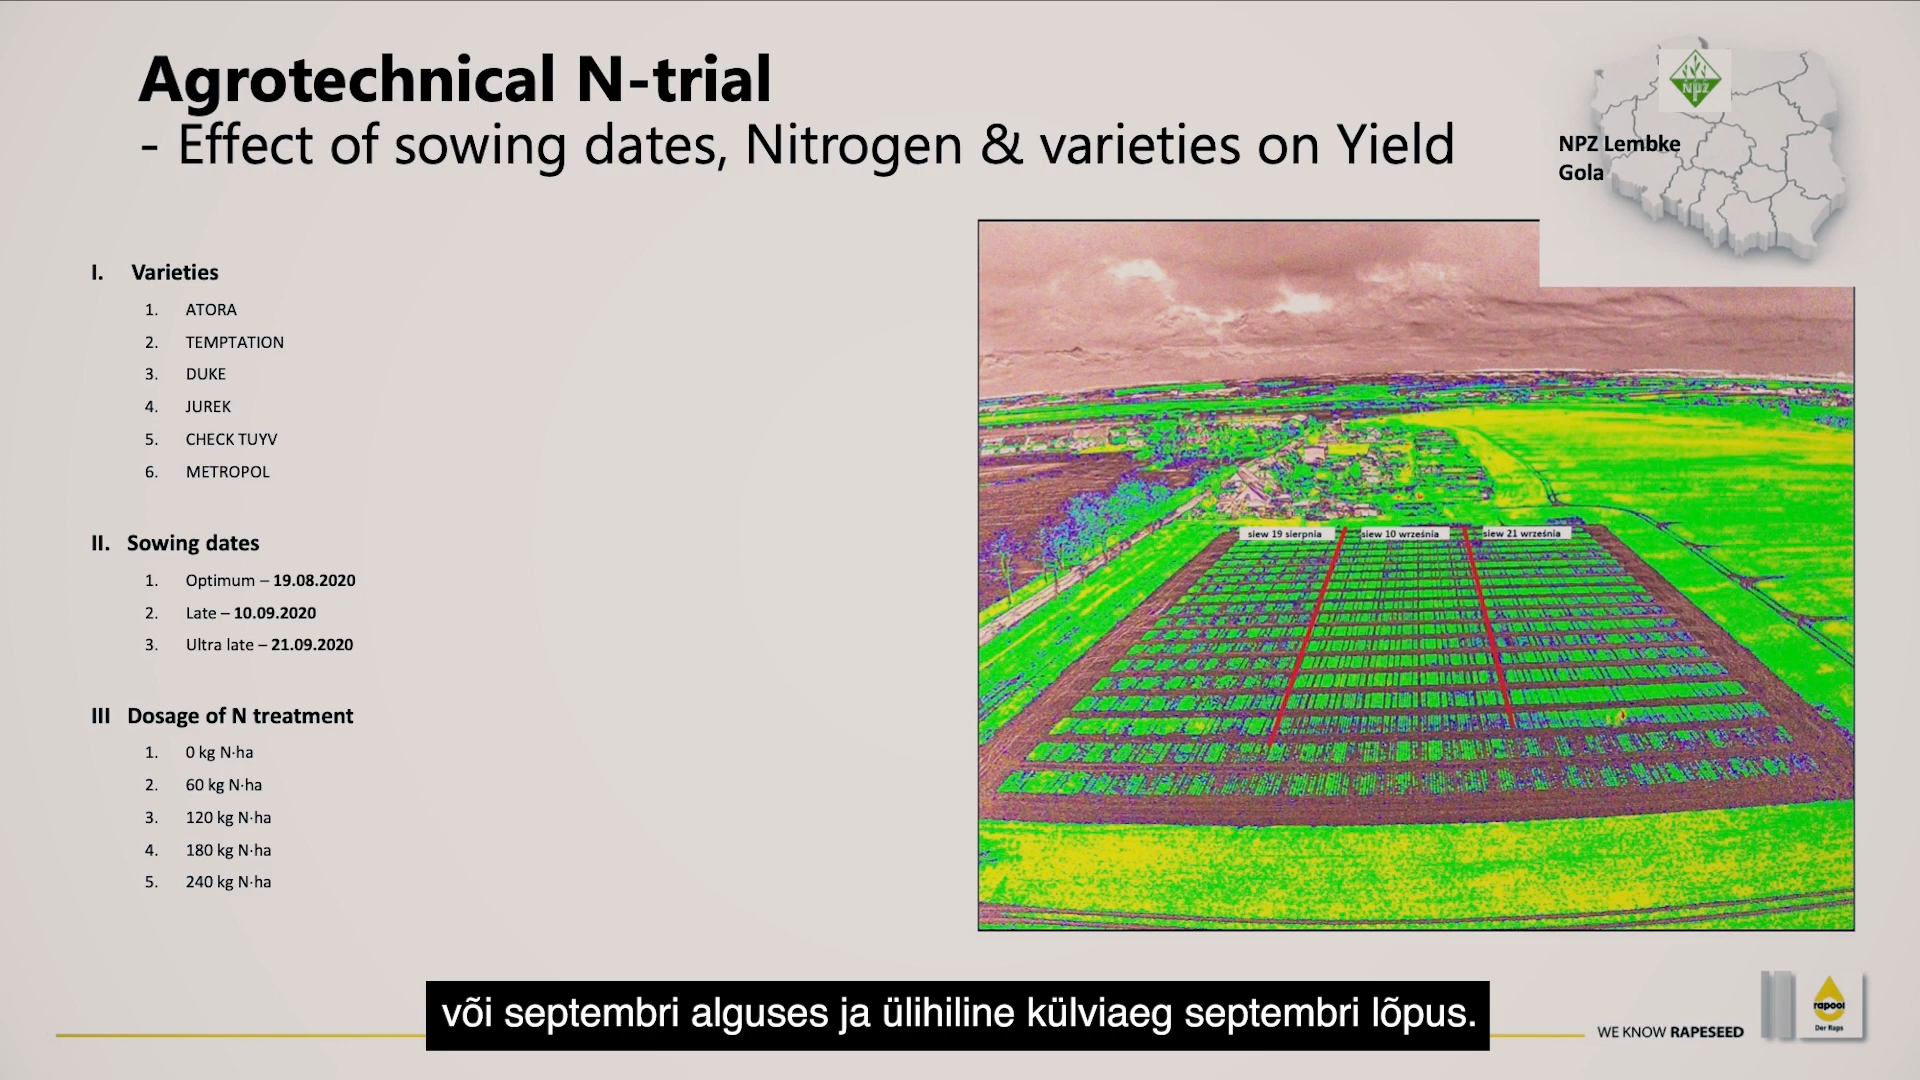 Agrotechnical N-trial
- Effect of sowing dates, Nitrogen & varieties on Yield
NPZ
NPZ Lembke
Gola
I. Varieties
1. ATORA
2. TEMPTATION
3. DUKE
4. JUREK
5. CHECK TUYV
6. METROPOL
II. Sowing dates
1. Optimum – 19.08.2020
2. Late – 10.09.2020
3. Ultra late – 21.09.2020
III Dosage of N treatment
1. 0 kg N·ha
2. 60 kg N·ha
3. 120 kg N·ha
4. 180 kg N·ha
5. 240 kg N·ha
siew 19 sierpnia
siew 10 września
siew 21 września
või septembri alguses ja ülihiline külviaeg septembri lõpus.
WE KNOW RAPESEED
rapool
Der Raps